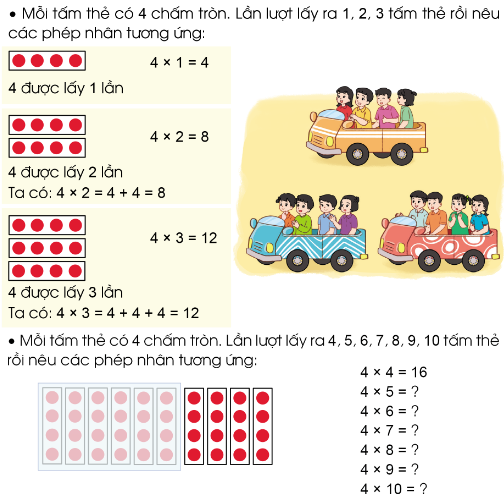 • Mỗi tấm thẻ có 4 chấm tròn. Lần lượt lấy ra 1, 2, 3 tấm thẻ rồi nêu
các phép nhân tương ứng:
4 × 1 = 4
4 được lấy 1 lần
4 × 2 = 8
4 được lấy 2 lần
Ta có: 4 × 2 = 4 + 4 = 8
4 × 3 = 12
4 được lấy 3 lần
Ta có: 4 × 3 = 4 + 4 + 4 = 12
• Mỗi tấm thẻ có 4 chấm tròn. Lần lượt lấy ra 4, 5, 6, 7, 8, 9, 10 tấm thẻ
rồi nêu các phép nhân tương ứng:
4 × 4 = 16
4 × 5 = ?
4 × 6 = ?
4 × 7 = ?
4 × 8 = ?
4 × 9 = ?
4 × 10 = ?